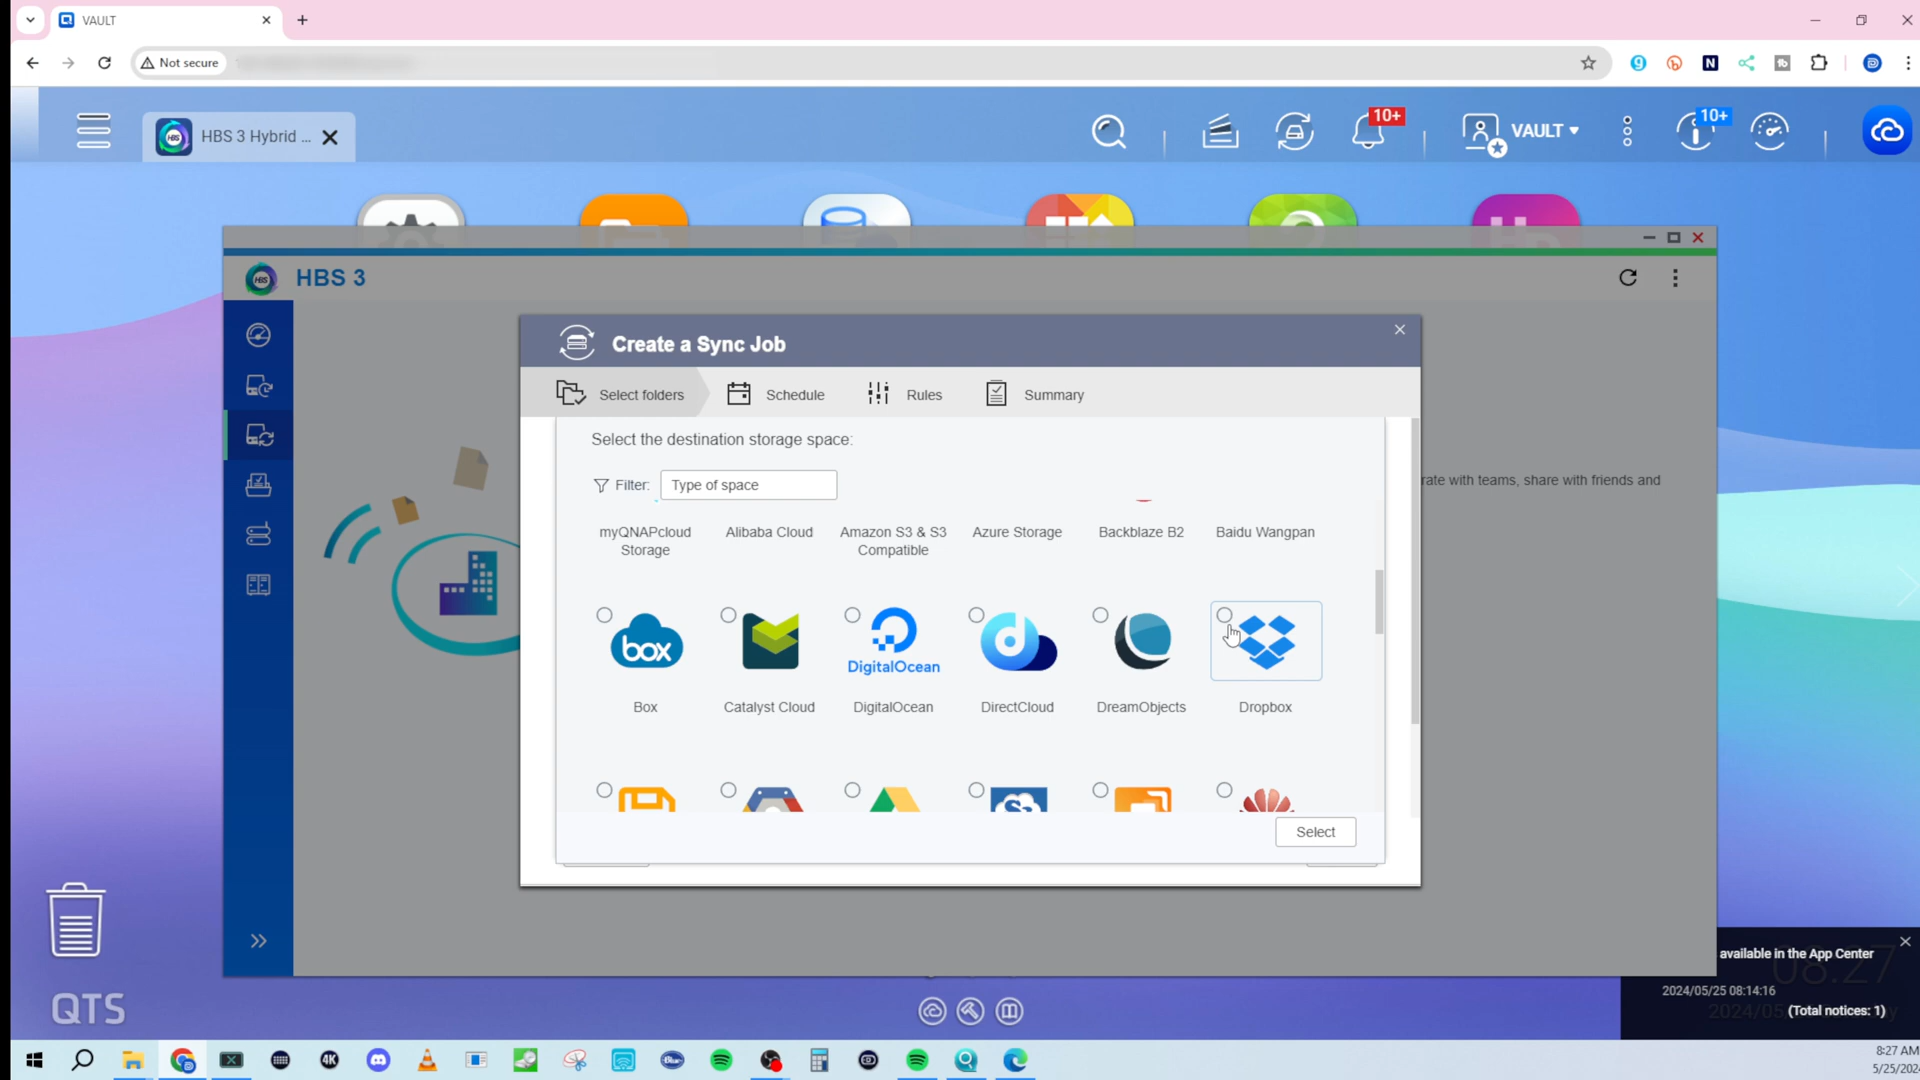 VAULT
Not secure
HBS 3 Hybrid ...
10+
VAULT
10+
HBS 3
Create a Sync Job
Select folders
Schedule
Rules
Summary
Select the destination storage space:
Filter:
Type of space
rate with teams, share with friends and
myQNAPcloud
Storage
Alibaba Cloud
Amazon S3 & S3
Compatible
Azure Storage
Backblaze B2
Baidu Wangpan
box
DigitalOcean
Box
Catalyst Cloud
DigitalOcean
DirectCloud
DreamObjects
Dropbox
Select
available in the App Center
08:27
2024/05/25 08:14:16
(Total notices: 1)
QTS
4K
8:27 AM
5/25/202